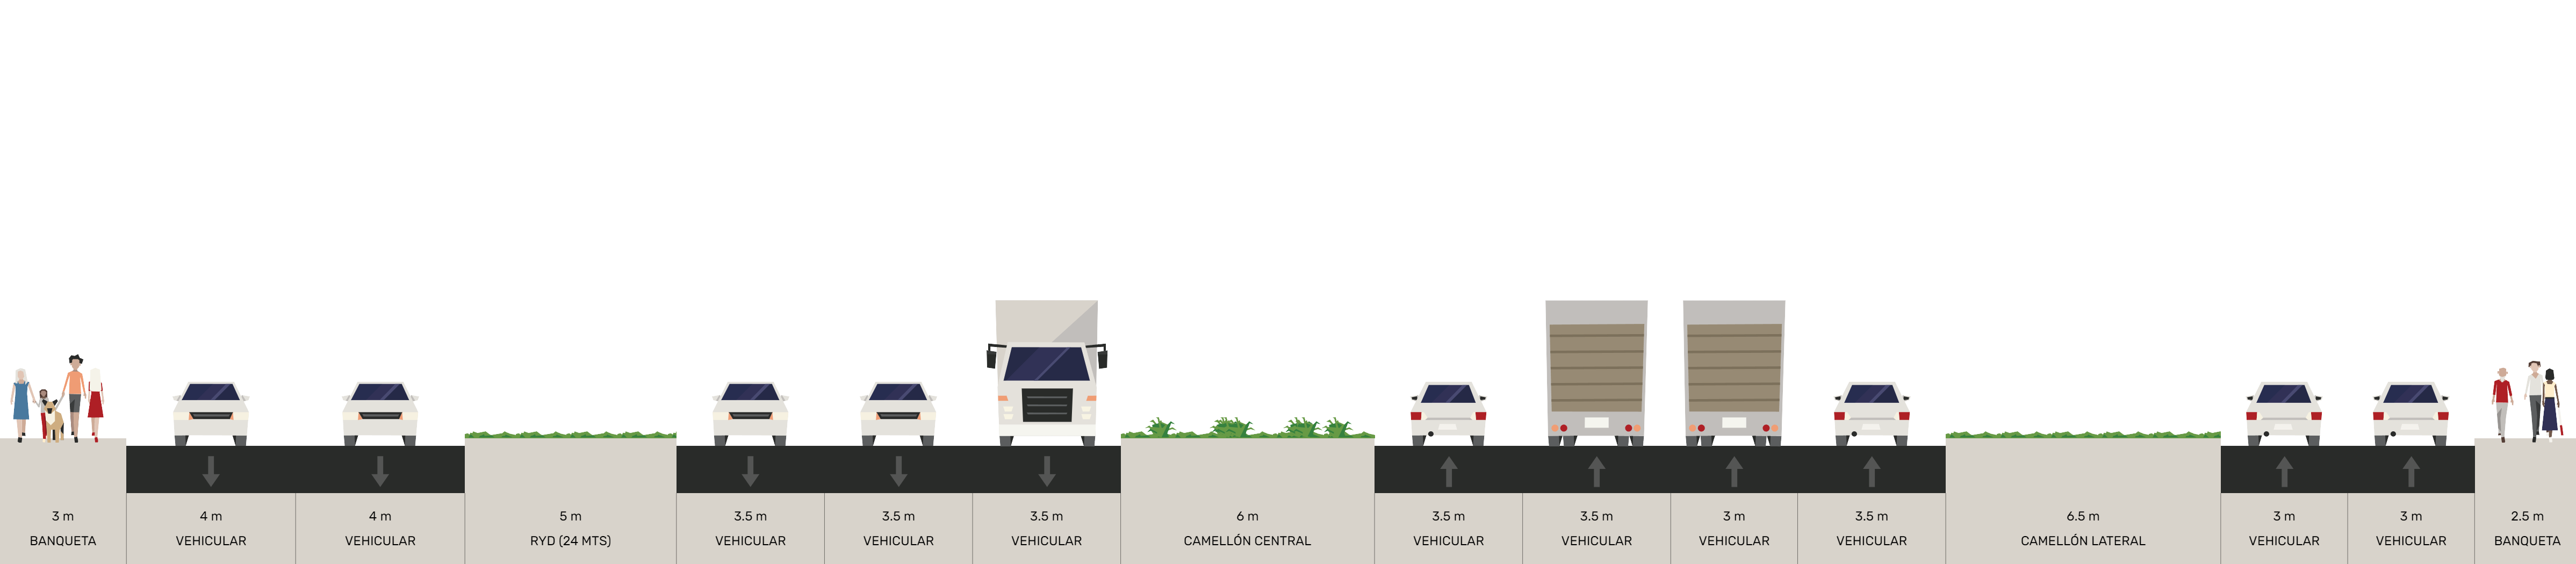 3 m
BANQUETA
4 m
VEHICULAR
4 m
VEHICULAR
5 m
RYD (24 MTS)
3.5 m
VEHICULAR
3.5 m
VEHICULAR
3.5 m
VEHICULAR
6 m
CAMELLÓN CENTRAL
3.5 m
VEHICULAR
3.5 m
VEHICULAR
3 m
VEHICULAR
3.5 m
VEHICULAR
6.5 m
CAMELLÓN LATERAL
3 m
VEHICULAR
3 m
VEHICULAR
2.5 m
BANQUETA